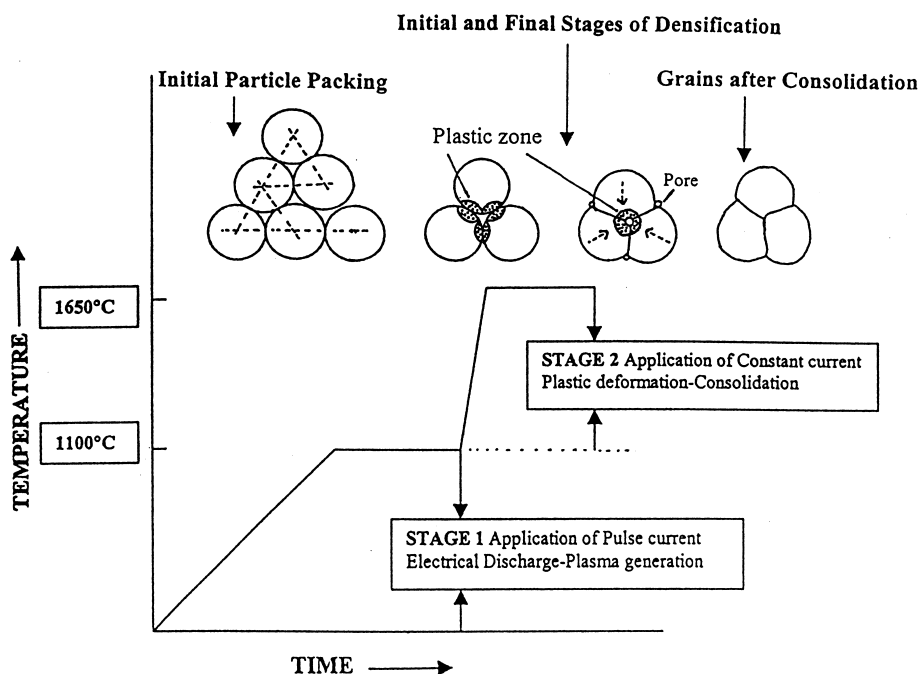 Initial and Final Stages of Densification
Initial Particle Packing
Grains after Consolidation
Plastic zone
Pore
1650°C
STAGE 2 Application of Constant current
Plastic deformation-Consolidation
TEMPERATURE
1100°C
STAGE 1 Application of Pulse current
Electrical Discharge-Plasma generation
TIME